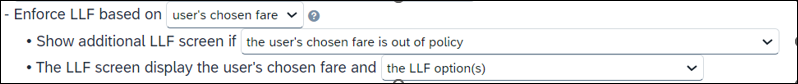 - Enforce LLF based on user's chosen fare ?
• Show additional LLF screen if the user's chosen fare is out of policy
• The LLF screen display the user's chosen fare and the LLF option(s)